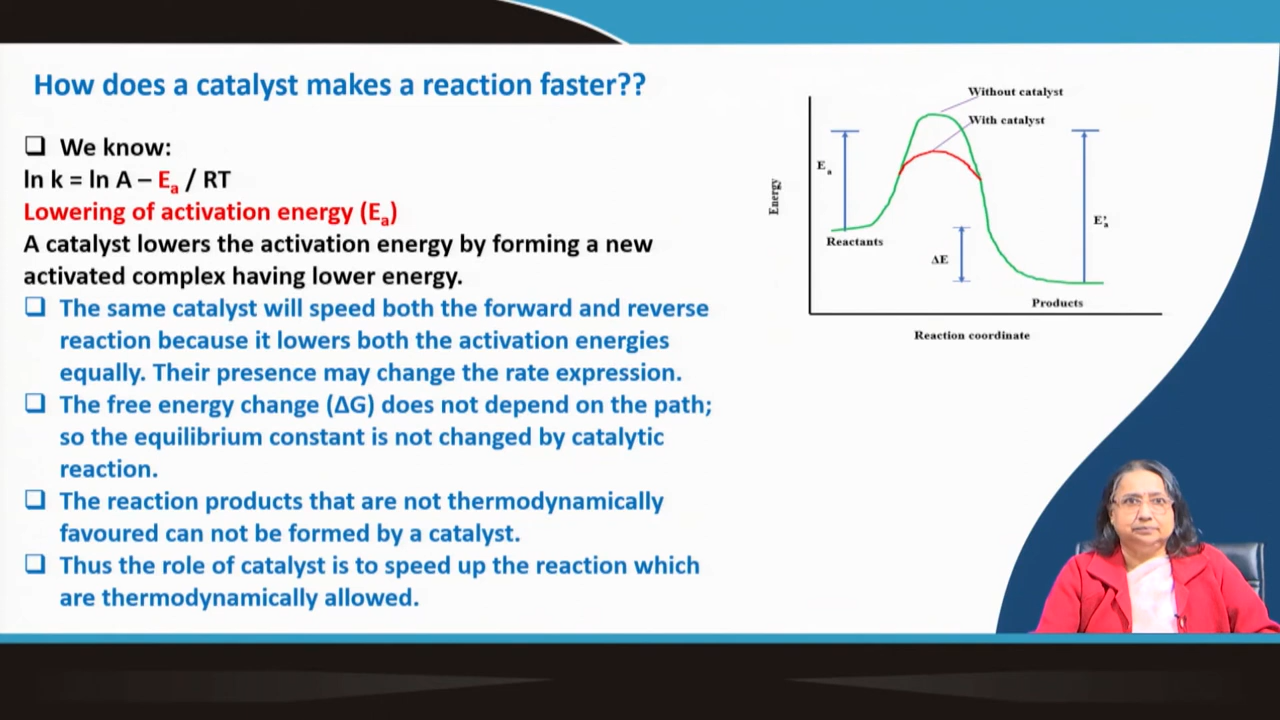 How does a catalyst makes a reaction faster??
❑ We know:
ln k = ln A – Eₐ / RT
Lowering of activation energy (Eₐ)
A catalyst lowers the activation energy by forming a new
activated complex having lower energy.
❑ The same catalyst will speed both the forward and reverse
reaction because it lowers both the activation energies
equally. Their presence may change the rate expression.
❑ The free energy change (ΔG) does not depend on the path;
so the equilibrium constant is not changed by catalytic
reaction.
❑ The reaction products that are not thermodynamically
favoured can not be formed by a catalyst.
❑ Thus the role of catalyst is to speed up the reaction which
are thermodynamically allowed.
Without catalyst
With catalyst
Eₐ
Energy
E'ₐ
Reactants
ΔE
Products
Reaction coordinate